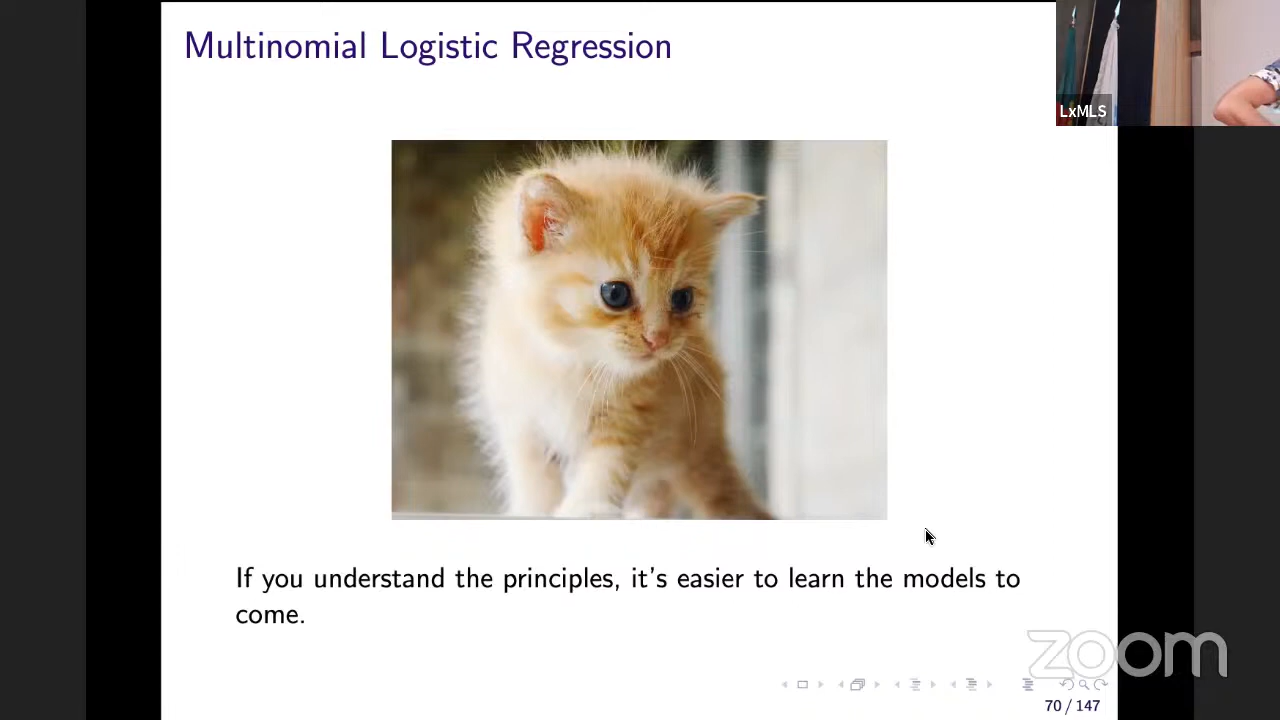 Multinomial Logistic Regression
LxMLS
If you understand the principles, it's easier to learn the models to
come.
zoom
70 / 147